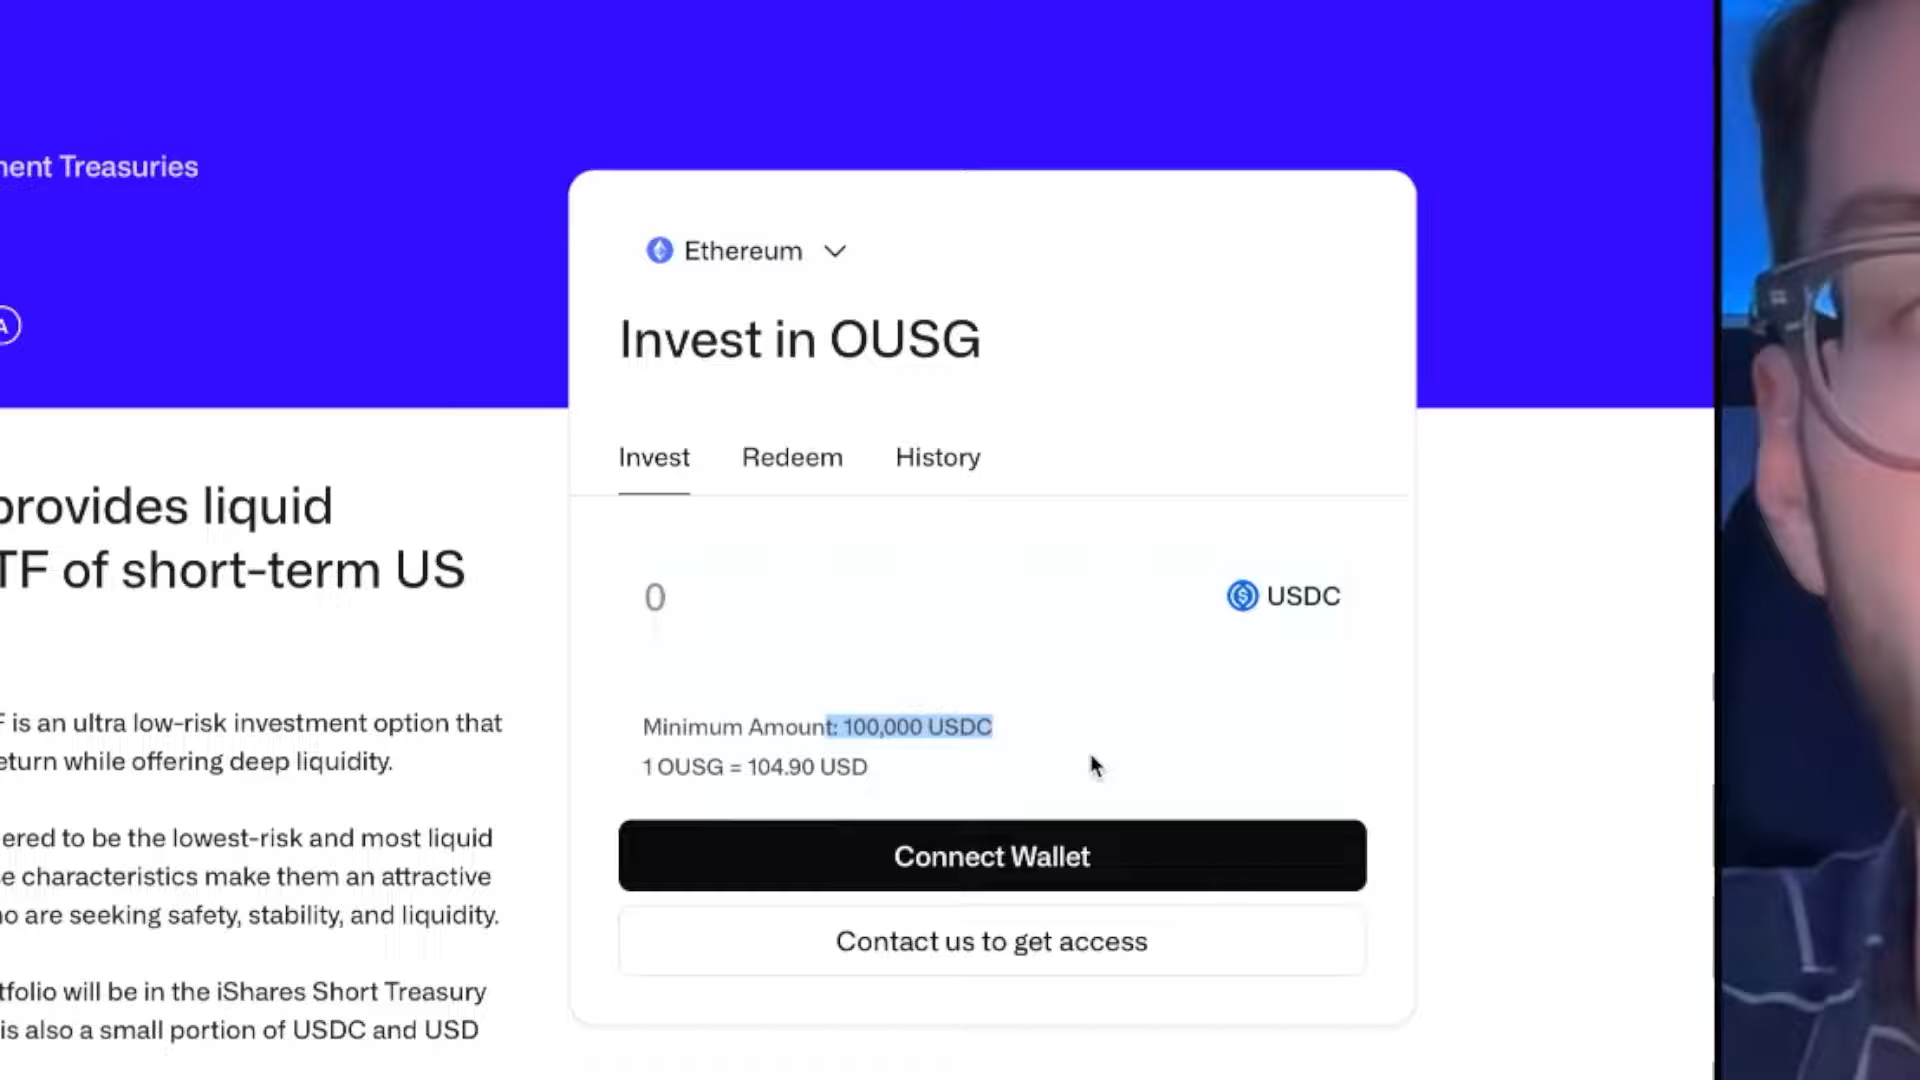 nent Treasuries
A
provides liquid
TF of short-term US
F is an ultra low-risk investment option that
eturn while offering deep liquidity.
ered to be the lowest-risk and most liquid
e characteristics make them an attractive
o are seeking safety, stability, and liquidity.
tfolio will be in the iShares Short Treasury
is also a small portion of USDC and USD
Ethereum
Invest in OUSG
Invest Redeem History
0 USDC
Minimum Amount: 100,000 USDC
1 OUSG = 104.90 USD
Connect Wallet
Contact us to get access